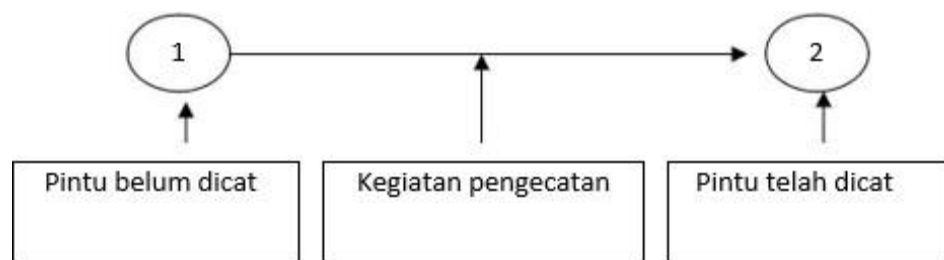 1
2
Pintu belum dicat
Kegiatan pengecatan
Pintu telah dicat